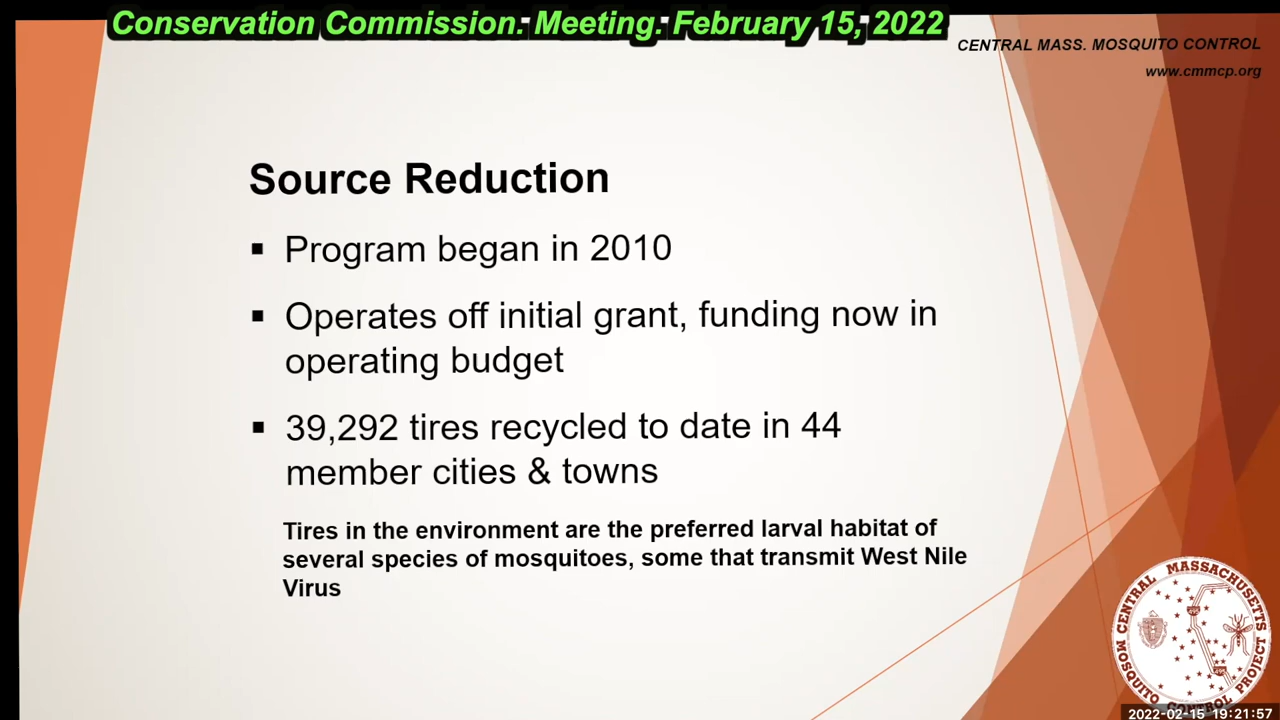 Conservation Commission. Meeting. February 15, 2022
CENTRAL MASS. MOSQUITO CONTROL
www.cmmcp.org
Source Reduction
▪ Program began in 2010
▪ Operates off initial grant, funding now in
operating budget
▪ 39,292 tires recycled to date in 44
member cities & towns
Tires in the environment are the preferred larval habitat of
several species of mosquitoes, some that transmit West Nile
Virus
CENTRAL MASSACHUSETTS
MOSQUITO CONTROL PROJECT
495
495
2022-02-15 19:21:57